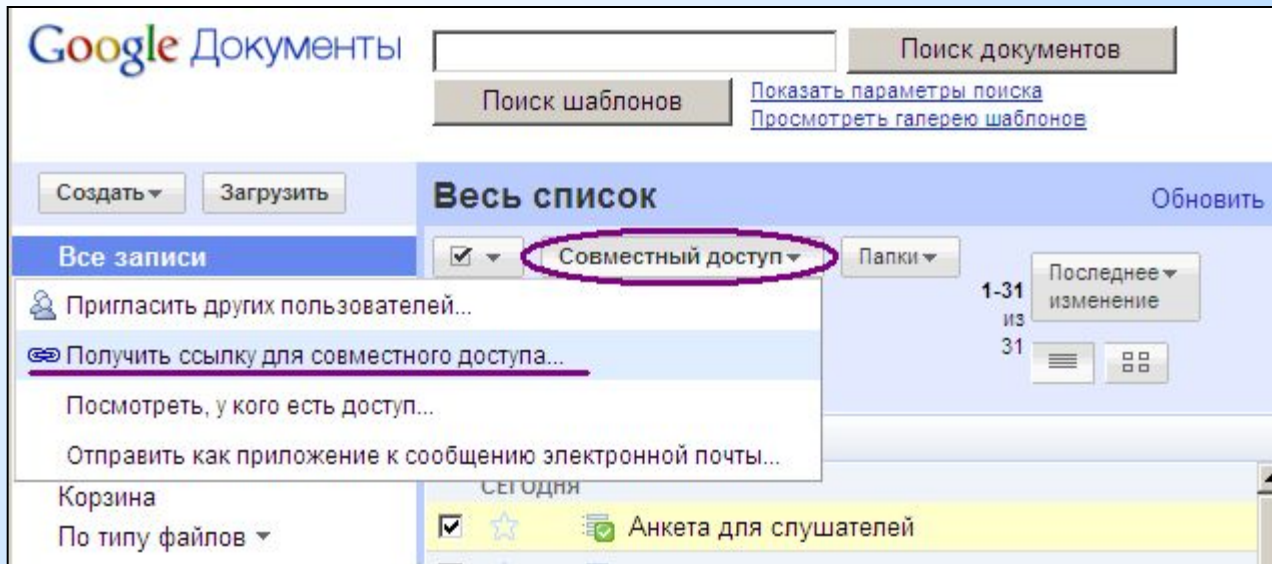 Google Документы
Поиск документов
Поиск шаблонов
Показать параметры поиска
Просмотреть галерею шаблонов
Создать
Загрузить
Весь список
Обновить
Все записи
Совместный доступ
Папки
1-31
из
31
Последнее
изменение
Пригласить других пользователей...
Получить ссылку для совместного доступа...
Посмотреть, у кого есть доступ...
Отправить как приложение к сообщению электронной почты...
Корзина
По типу файлов
СЕГОДНЯ
Анкета для слушателей